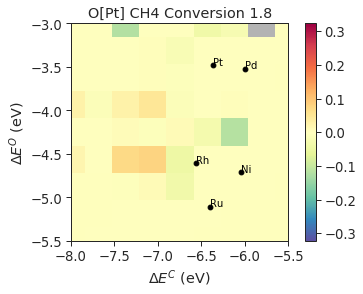 O[Pt] CH4 Conversion 1.8
−3.0
−3.5
−4.0
−4.5
−5.0
−5.5
ΔE^O (eV)
Pt
Pd
Rh
Ni
Ru
−8.0 −7.5 −7.0 −6.5 −6.0 −5.5
ΔE^C (eV)
0.3
0.2
0.1
0.0
−0.1
−0.2
−0.3